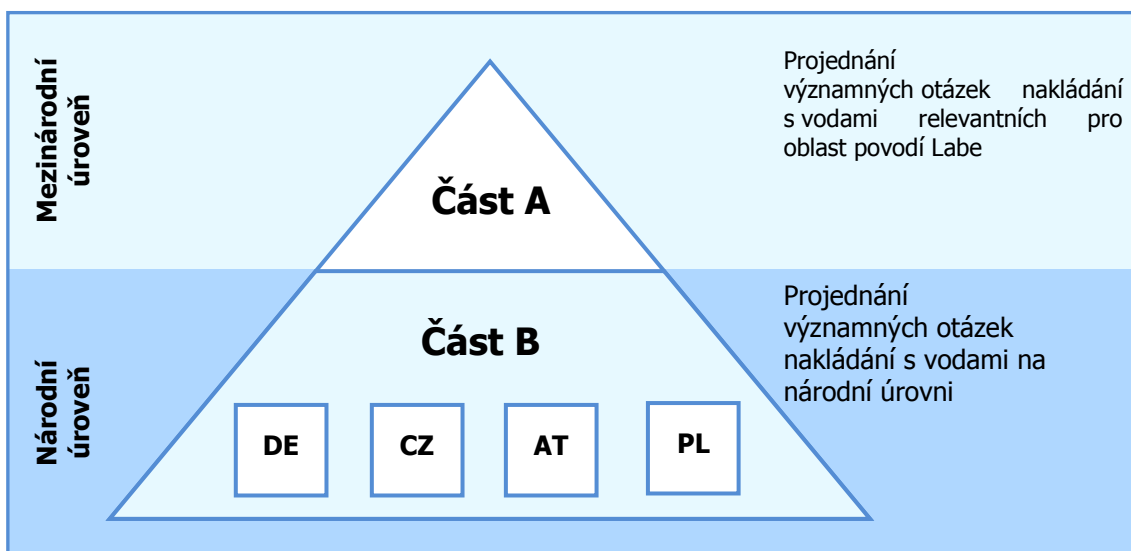 Mezinárodní
úroveň
Projednání
významných otázek nakládání
s vodami relevantních pro
oblast povodí Labe
Část A
Národní
úroveň
Projednání
významných otázek
nakládání s vodami na
národní úrovni
Část B
DE
CZ
AT
PL